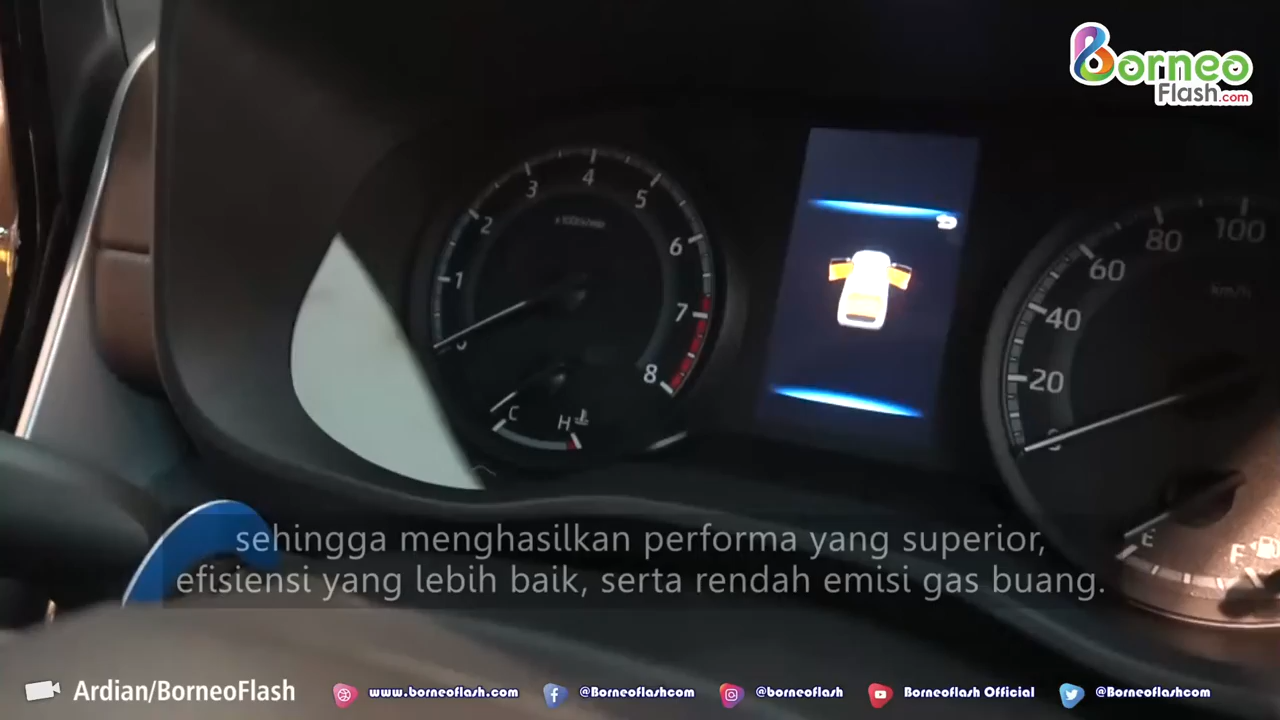 Borneo
Flash.com
1
2
3
4
5
6
7
8
C
H
0
20
40
60
80
100
km/h
E
F
sehingga menghasilkan performa yang superior,
efisiensi yang lebih baik, serta rendah emisi gas buang.
Ardian/BorneoFlash
www.borneoflash.com
@Borneoflashcom
@borneoflash
Borneoflash Official
@Borneoflashcom